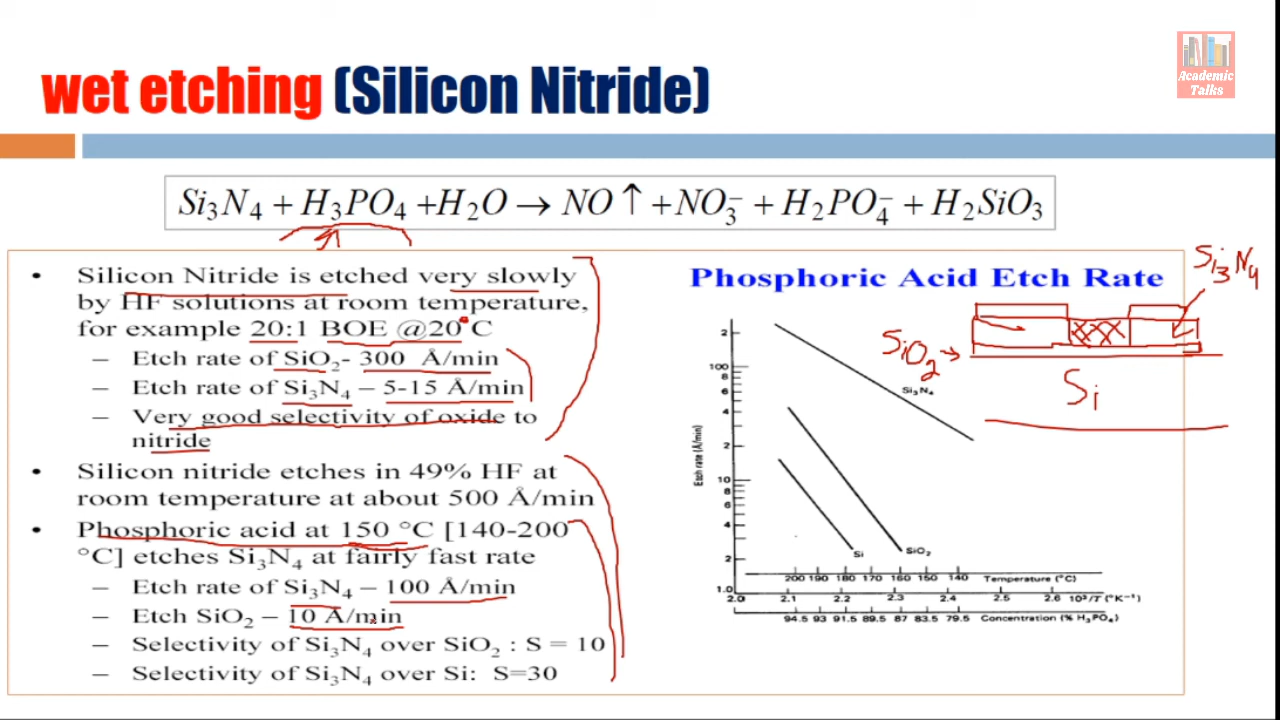 Academic
Talks
wet etching (Silicon Nitride)
Si₃N₄ + H₃PO₄ +H₂O → NO ↑ +NO₃⁻ + H₂PO₄⁻ + H₂SiO₃
• Silicon Nitride is etched very slowly
by HF solutions at room temperature,
for example 20:1 BOE @20°C
– Etch rate of SiO₂- 300 Å/min
– Etch rate of Si₃N₄ – 5-15 Å/min
– Very good selectivity of oxide to
nitride
• Silicon nitride etches in 49% HF at
room temperature at about 500 Å/min
• Phosphoric acid at 150 °C [140-200
°C] etches Si₃N₄ at fairly fast rate
– Etch rate of Si₃N₄ – 100 Å/min
– Etch SiO₂ – 10 Å/min
– Selectivity of Si₃N₄ over SiO₂ : S = 10
– Selectivity of Si₃N₄ over Si: S=30
Phosphoric Acid Etch Rate
Si₃N₄
SiO₂
Si
Etch rate (Å/min)
2
100
8
6
4
2
10
8
6
4
2
1.0
Si₃N₄
Si
SiO₂
200 190 180 170 160 150 140 Temperature (°C)
2.0 2.1 2.2 2.3 2.4 2.5 2.6 10³/T (°K⁻¹)
94.5 93 91.5 89.5 87 83.5 79.5 Concentration (% H₃PO₄)